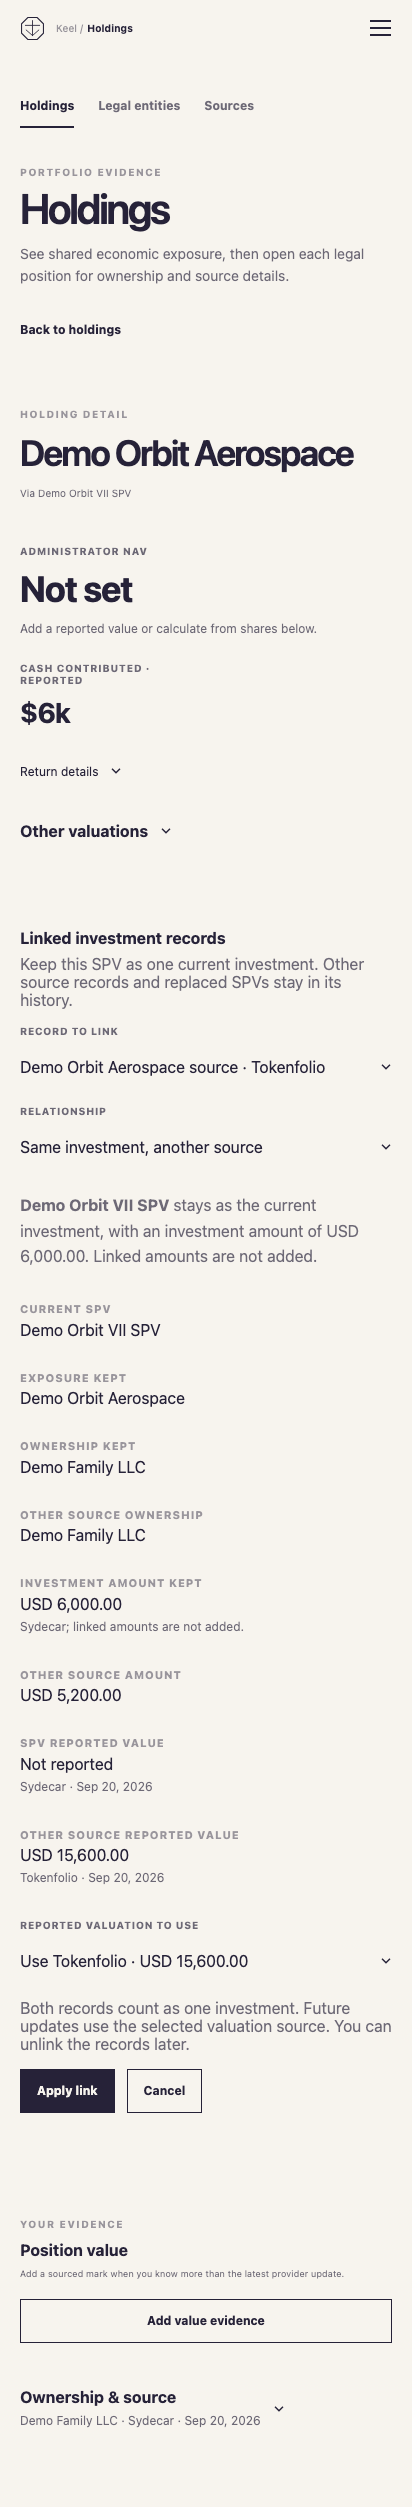 Keel / Holdings
Holdings Legal entities Sources
PORTFOLIO EVIDENCE
Holdings
See shared economic exposure, then open each legal
position for ownership and source details.
Back to holdings
HOLDING DETAIL
Demo Orbit Aerospace
Via Demo Orbit VII SPV
ADMINISTRATOR NAV
Not set
Add a reported value or calculate from shares below.
CASH CONTRIBUTED ·
REPORTED
$6k
Return details
Other valuations
Linked investment records
Keep this SPV as one current investment. Other
source records and replaced SPVs stay in its
history.
RECORD TO LINK
Demo Orbit Aerospace source · Tokenfolio
RELATIONSHIP
Same investment, another source
Demo Orbit VII SPV stays as the current
investment, with an investment amount of USD
6,000.00. Linked amounts are not added.
CURRENT SPV
Demo Orbit VII SPV
EXPOSURE KEPT
Demo Orbit Aerospace
OWNERSHIP KEPT
Demo Family LLC
OTHER SOURCE OWNERSHIP
Demo Family LLC
INVESTMENT AMOUNT KEPT
USD 6,000.00
Sydecar; linked amounts are not added.
OTHER SOURCE AMOUNT
USD 5,200.00
SPV REPORTED VALUE
Not reported
Sydecar · Sep 20, 2026
OTHER SOURCE REPORTED VALUE
USD 15,600.00
Tokenfolio · Sep 20, 2026
REPORTED VALUATION TO USE
Use Tokenfolio · USD 15,600.00
Both records count as one investment. Future
updates use the selected valuation source. You can
unlink the records later.
Apply link Cancel
YOUR EVIDENCE
Position value
Add a sourced mark when you know more than the latest provider update.
Add value evidence
Ownership & source
Demo Family LLC · Sydecar · Sep 20, 2026